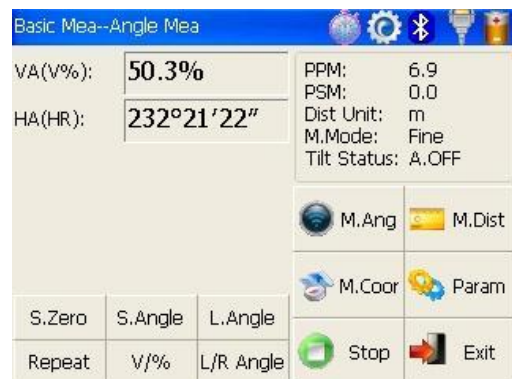 Basic Mea--Angle Mea
VA(V%): 50.3%
HA(HR): 232°21'22"
PPM: 6.9
PSM: 0.0
Dist Unit: m
M.Mode: Fine
Tilt Status: A.OFF
M.Ang M.Dist
M.Coor Param
S.Zero S.Angle L.Angle
Repeat V/% L/R Angle
Stop Exit